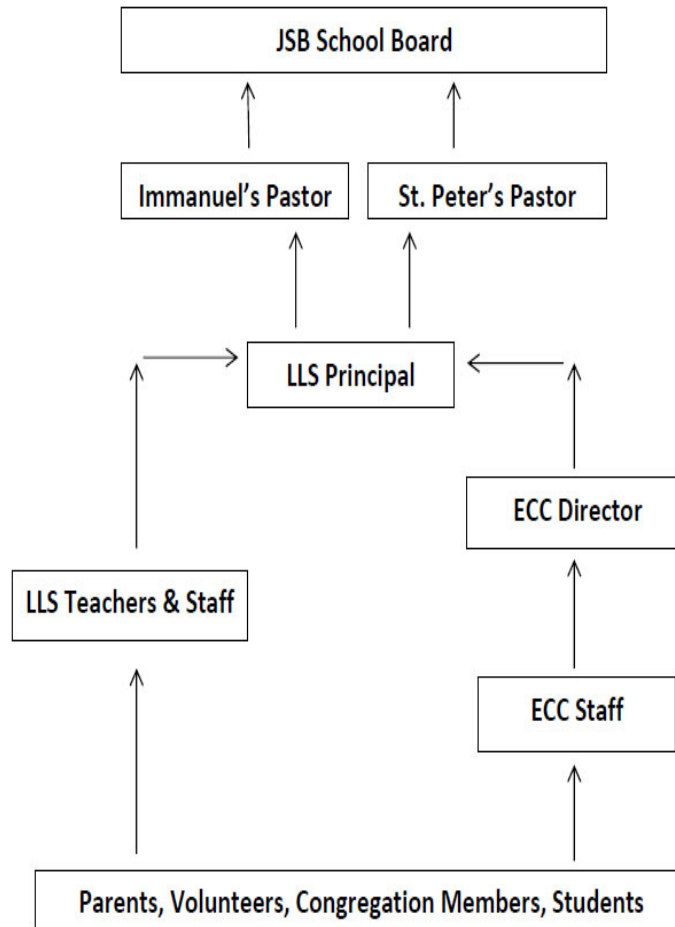 JSB School Board
Immanuel’s Pastor
St. Peter’s Pastor
LLS Principal
ECC Director
LLS Teachers & Staff
ECC Staff
Parents, Volunteers, Congregation Members, Students